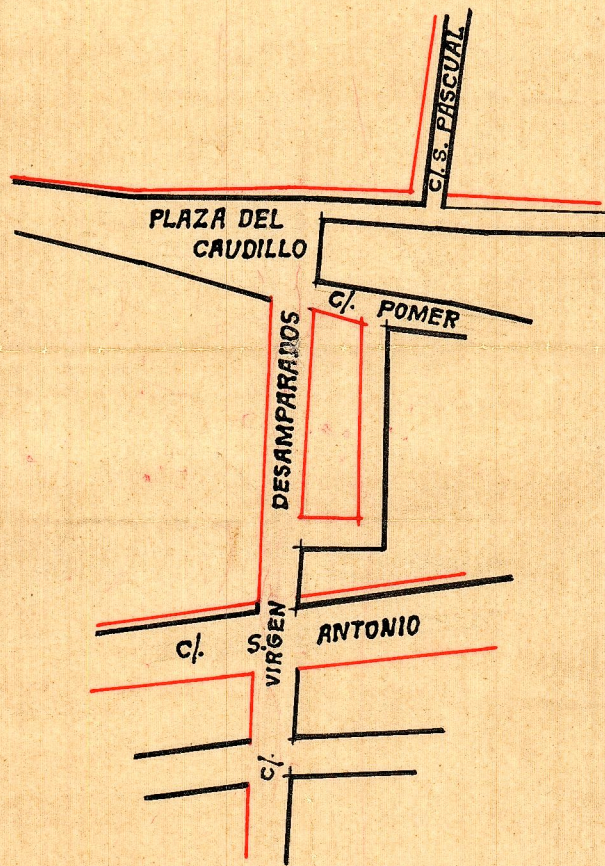 C/. S. PASCUAL
PLAZA DEL
CAUDILLO
C/. POMER
C/. VIRGEN DESAMPARADOS
C/. S. ANTONIO